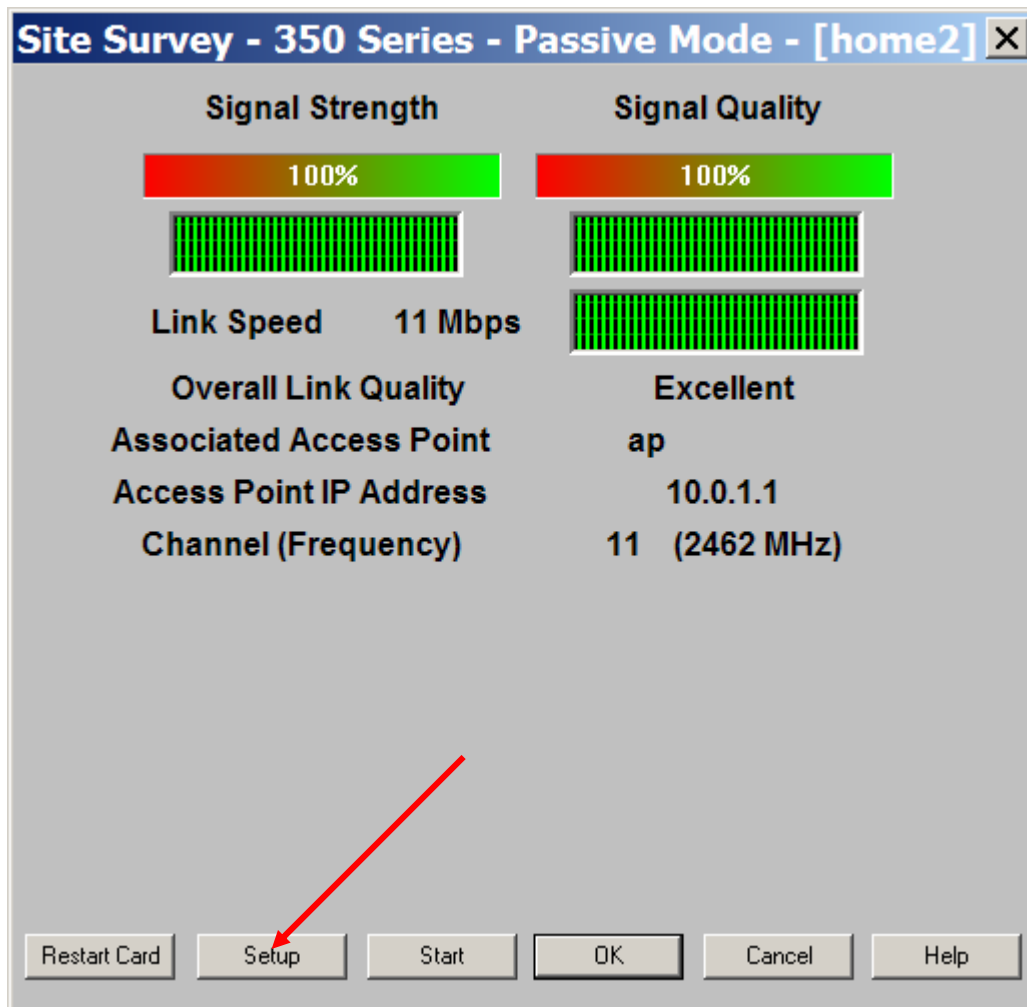 Site Survey - 350 Series - Passive Mode - [home2]
Signal Strength Signal Quality
100% 100%
Link Speed 11 Mbps
Overall Link Quality Excellent
Associated Access Point ap
Access Point IP Address 10.0.1.1
Channel (Frequency) 11 (2462 MHz)
Restart Card Setup Start OK Cancel Help